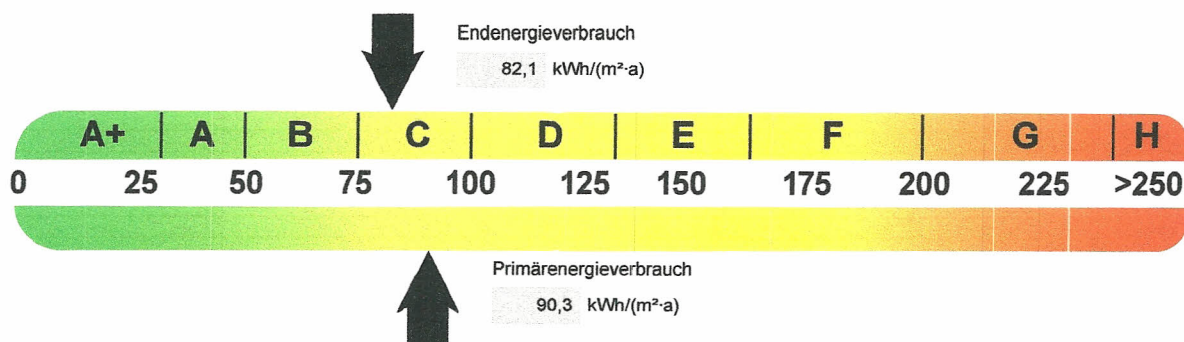 Endenergieverbrauch
82,1 kWh/(m²·a)
A+ A B C D E F G H
0 25 50 75 100 125 150 175 200 225 >250
Primärenergieverbrauch
90,3 kWh/(m²·a)